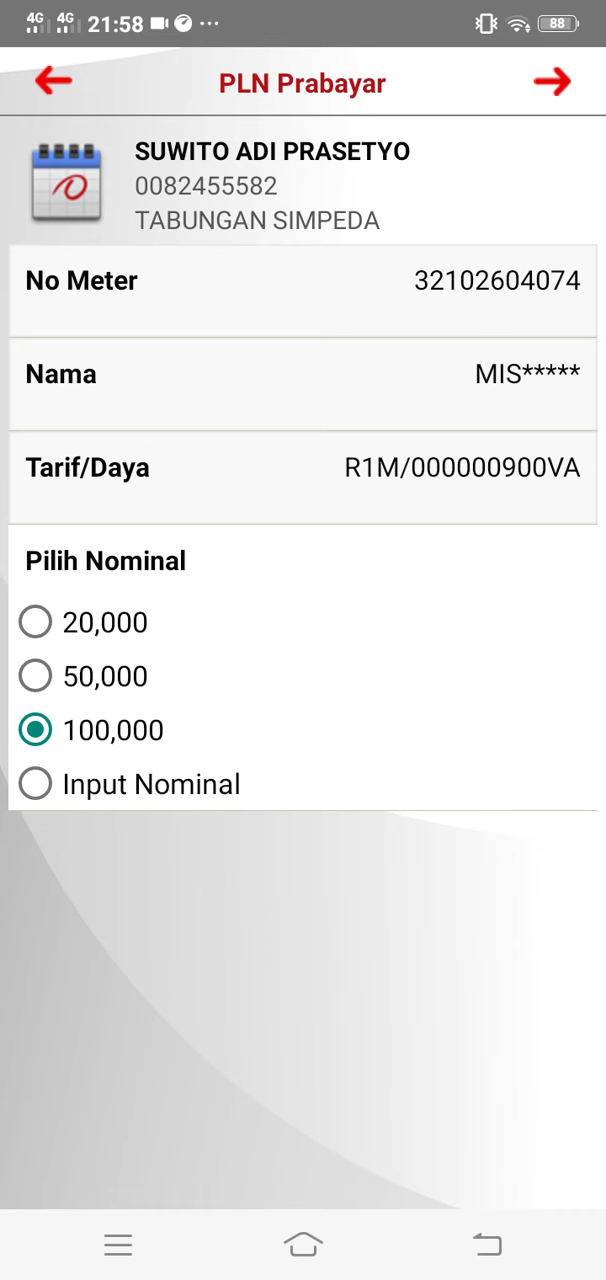 4G 4G 21:58 88
PLN Prabayar
SUWITO ADI PRASETYO
0082455582
TABUNGAN SIMPEDA
No Meter 32102604074
Nama MIS*****
Tarif/Daya R1M/000000900VA
Pilih Nominal
20,000
50,000
100,000
Input Nominal